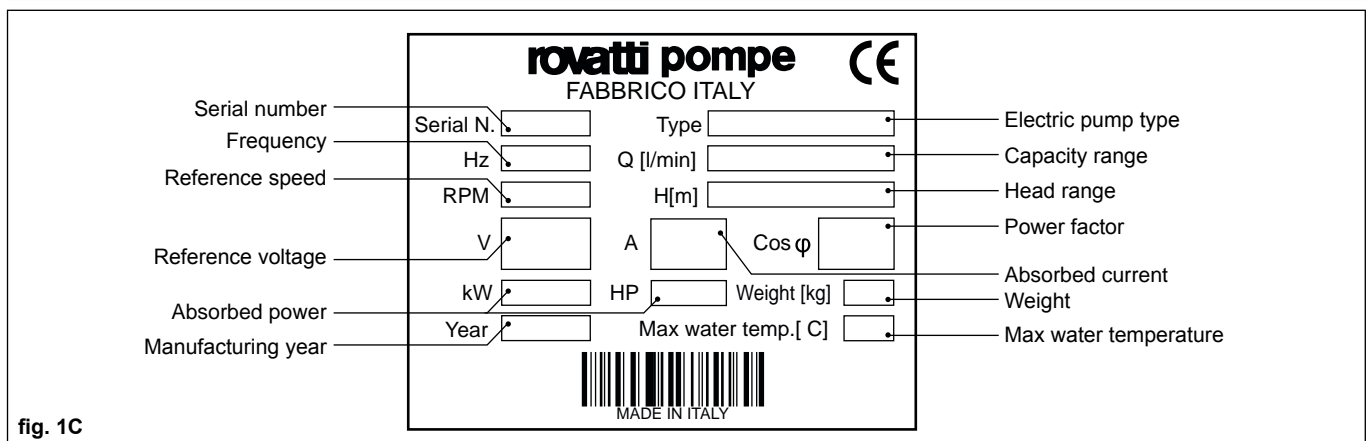 rovatti pompe CE
FABBRICO ITALY
Serial number Serial N. Type Electric pump type
Frequency Hz Q [l/min] Capacity range
Reference speed RPM H[m] Head range
Reference voltage V A Cos φ Power factor
Absorbed current
Absorbed power kW HP Weight [kg] Weight
Manufacturing year Year Max water temp.[ C] Max water temperature
MADE IN ITALY
fig. 1C